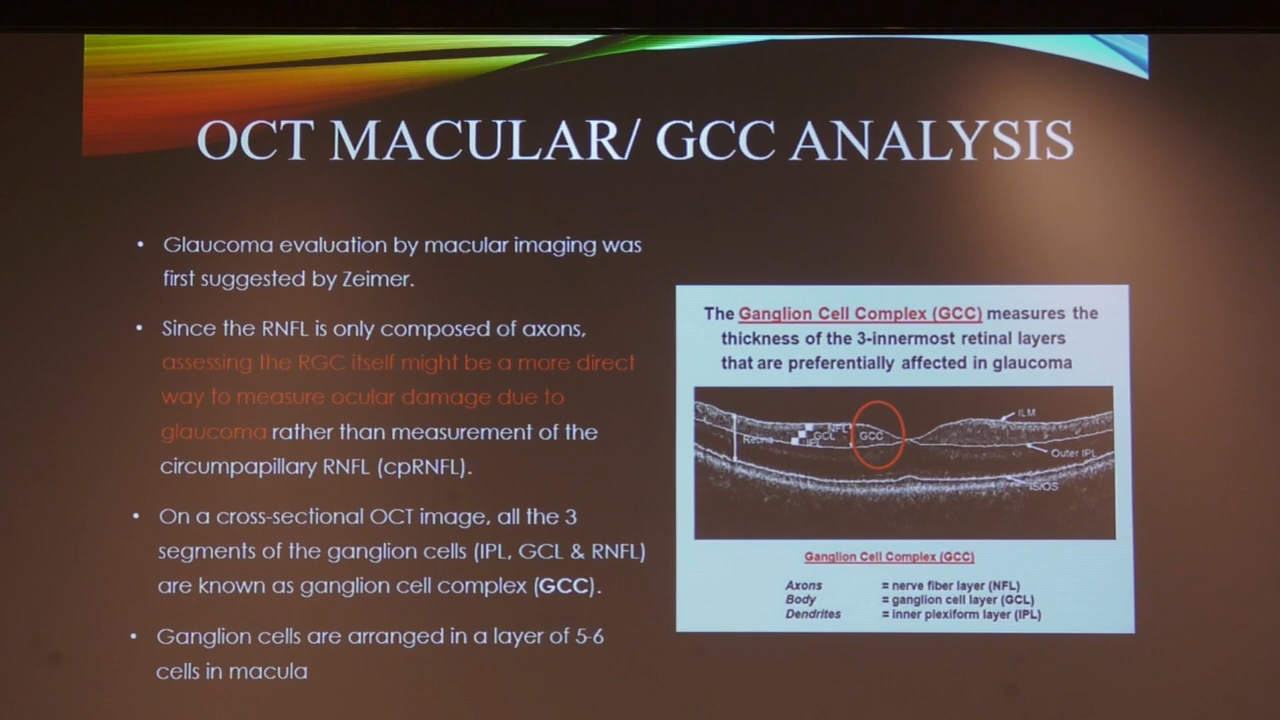 OCT MACULAR/ GCC ANALYSIS
• Glaucoma evaluation by macular imaging was
first suggested by Zeimer.
• Since the RNFL is only composed of axons,
assessing the RGC itself might be a more direct
way to measure ocular damage due to
glaucoma rather than measurement of the
circumpapillary RNFL (cpRNFL).
• On a cross-sectional OCT image, all the 3
segments of the ganglion cells (IPL, GCL & RNFL)
are known as ganglion cell complex (GCC).
• Ganglion cells are arranged in a layer of 5-6
cells in macula
The Ganglion Cell Complex (GCC) measures the
thickness of the 3-innermost retinal layers
that are preferentially affected in glaucoma
ILM
NFL
GCL
IPL
GCC
Retina
Outer IPL
IS/OS
Ganglion Cell Complex (GCC)
Axons = nerve fiber layer (NFL)
Body = ganglion cell layer (GCL)
Dendrites = inner plexiform layer (IPL)